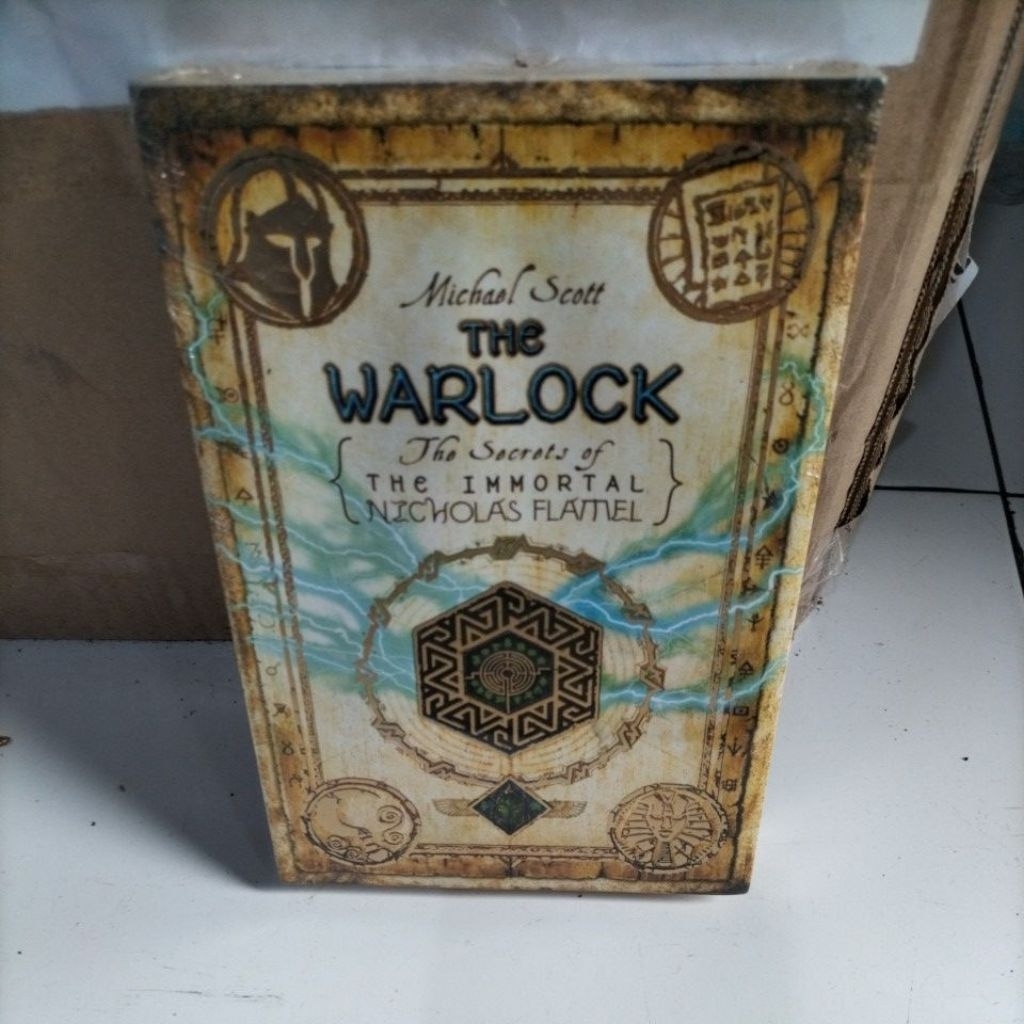 Michael Scott
THE
WARLOCK
The Secrets of
THE IMMORTAL
NICHOLAS FLAMEL